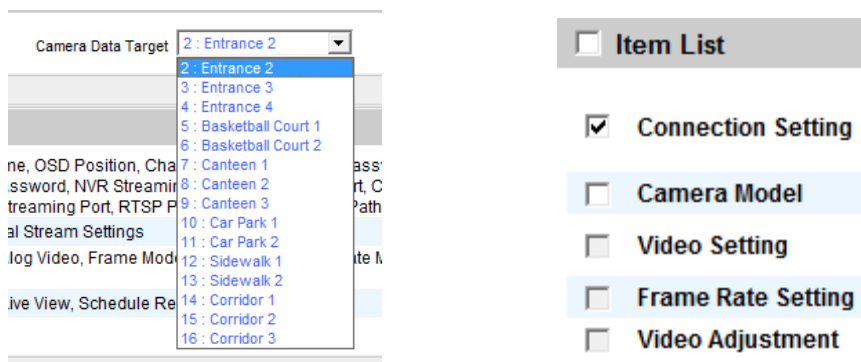 Camera Data Target 2 : Entrance 2
2 : Entrance 2
3 : Entrance 3
4 : Entrance 4
5 : Basketball Court 1
6 : Basketball Court 2
7 : Canteen 1
8 : Canteen 2
9 : Canteen 3
10 : Car Park 1
11 : Car Park 2
12 : Sidewalk 1
13 : Sidewalk 2
14 : Corridor 1
15 : Corridor 2
16 : Corridor 3
me, OSD Position, Cha
assword, NVR Streamin
treaming Port, RTSP P Path
al Stream Settings
log Video, Frame Mod
ive View, Schedule Re
Item List
Connection Setting
Camera Model
Video Setting
Frame Rate Setting
Video Adjustment